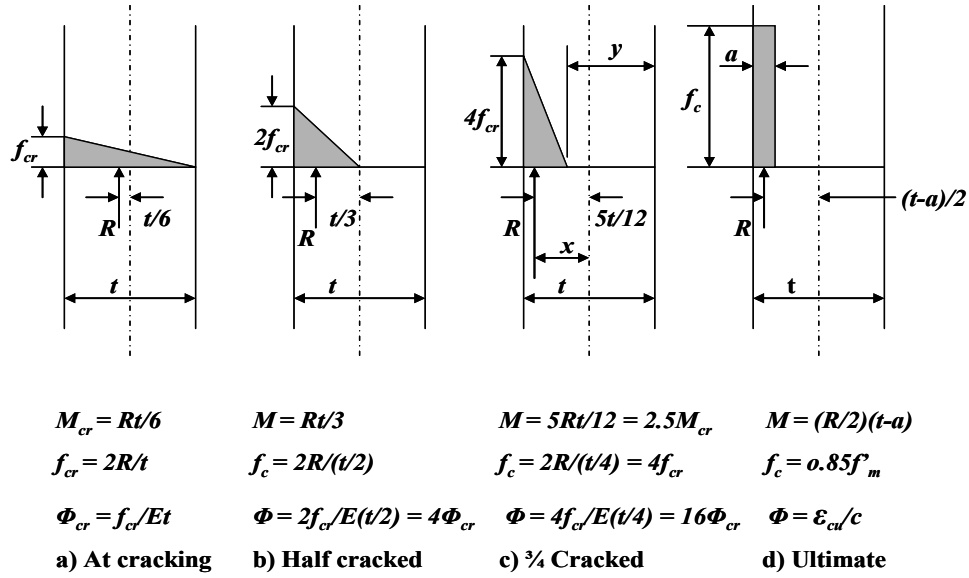 y
a
f_c
4f_cr
2f_cr
f_cr
t/6
R
t/3
R
5t/12
R
x
(t-a)/2
R
t
t
t
t
M_cr = Rt/6
M = Rt/3
M = 5Rt/12 = 2.5M_cr
M = (R/2)(t-a)
f_cr = 2R/t
f_c = 2R/(t/2)
f_c = 2R/(t/4) = 4f_cr
f_c = o.85f'_m
Φ_cr = f_cr/Et
Φ = 2f_cr/E(t/2) = 4Φ_cr
Φ = 4f_cr/E(t/4) = 16Φ_cr
Φ = ε_cu/c
a) At cracking
b) Half cracked
c) ¾ Cracked
d) Ultimate